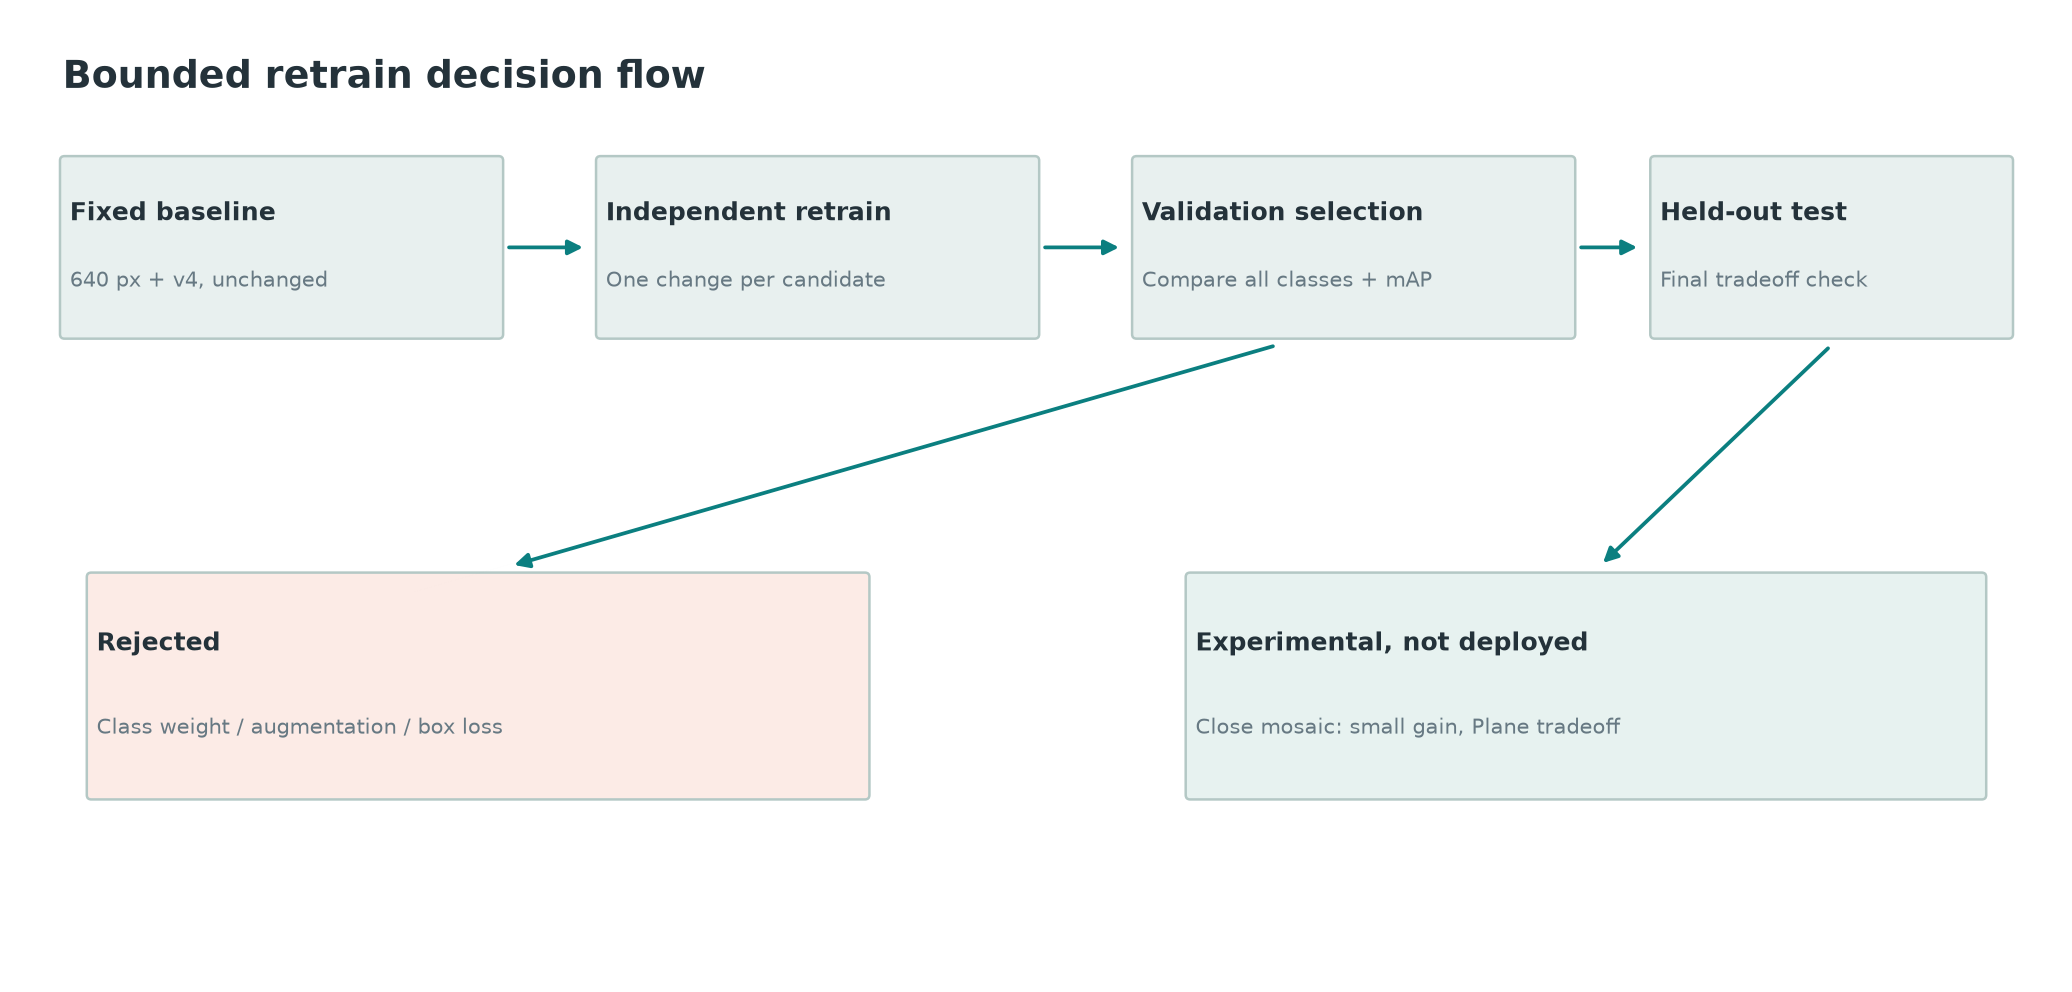 Bounded retrain decision flow
Fixed baseline
640 px + v4, unchanged
Independent retrain
One change per candidate
Validation selection
Compare all classes + mAP
Held-out test
Final tradeoff check
Rejected
Class weight / augmentation / box loss
Experimental, not deployed
Close mosaic: small gain, Plane tradeoff